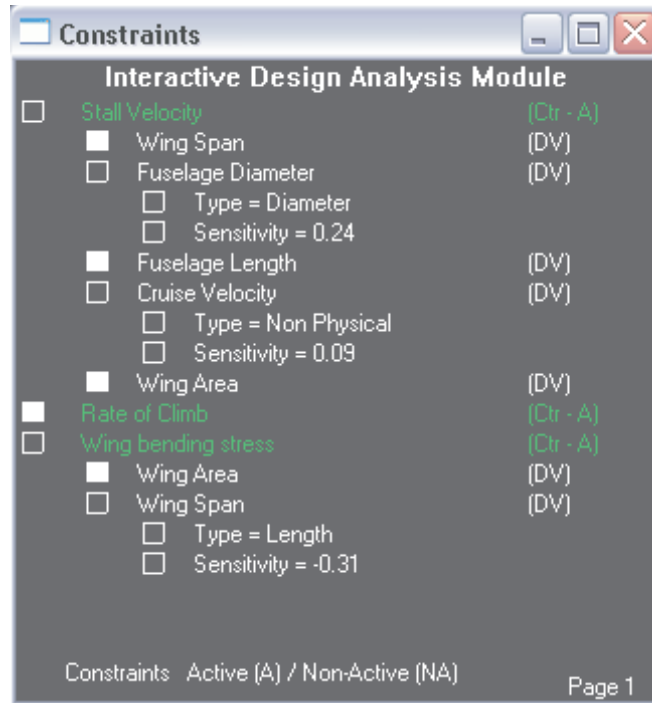 Constraints
Interactive Design Analysis Module
Stall Velocity (Ctr - A)
Wing Span (DV)
Fuselage Diameter (DV)
Type = Diameter
Sensitivity = 0.24
Fuselage Length (DV)
Cruise Velocity (DV)
Type = Non Physical
Sensitivity = 0.09
Wing Area (DV)
Rate of Climb (Ctr - A)
Wing bending stress (Ctr - A)
Wing Area (DV)
Wing Span (DV)
Type = Length
Sensitivity = -0.31
Constraints Active (A) / Non-Active (NA)
Page 1